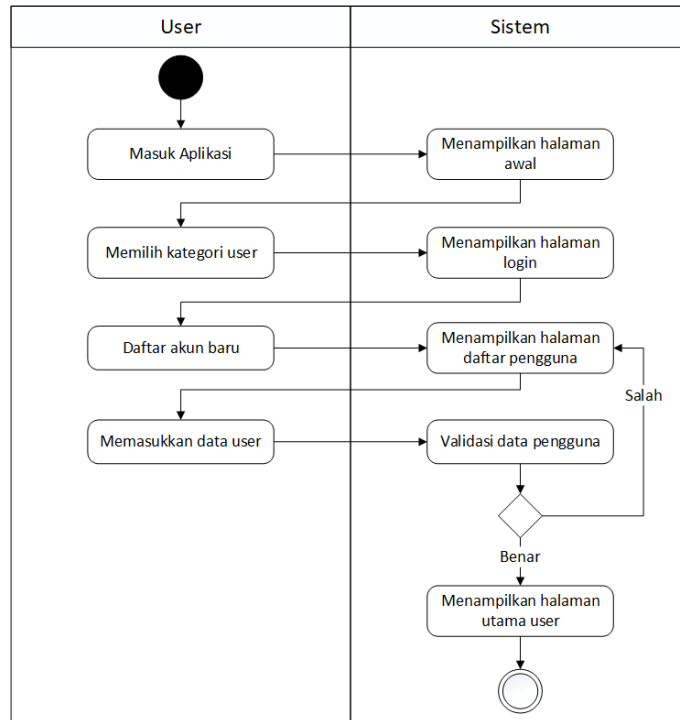 User
Sistem
Masuk Aplikasi
Menampilkan halaman
awal
Memilih kategori user
Menampilkan halaman
login
Daftar akun baru
Menampilkan halaman
daftar pengguna
Salah
Memasukkan data user
Validasi data pengguna
Benar
Menampilkan halaman
utama user